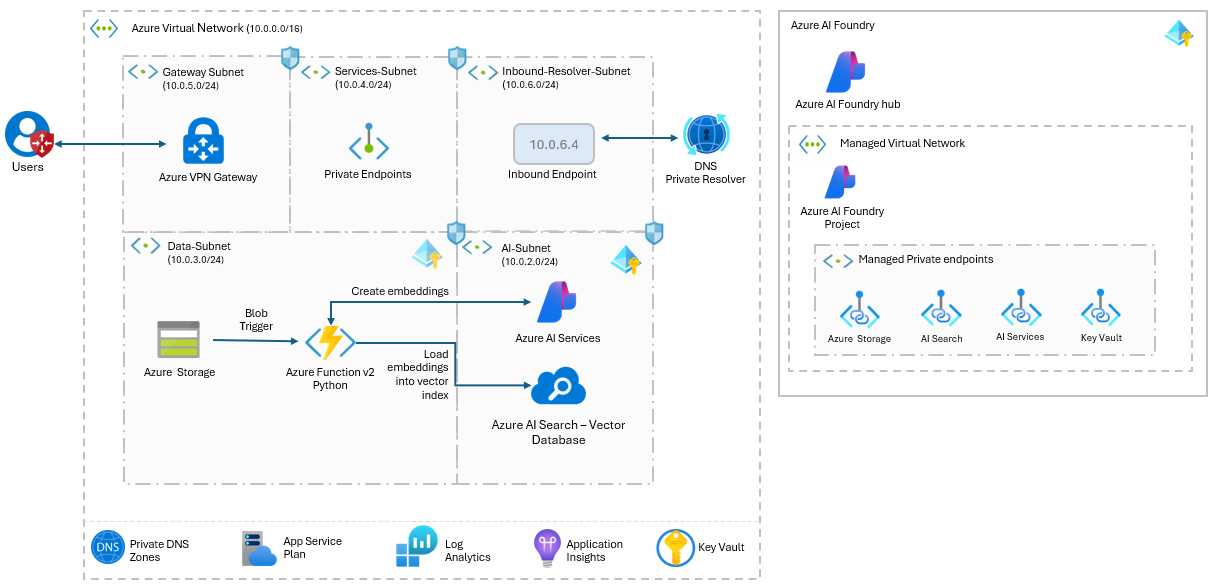 Azure Virtual Network (10.0.0.0/16)
Gateway Subnet
(10.0.5.0/24)
Services-Subnet
(10.0.4.0/24)
Inbound-Resolver-Subnet
(10.0.6.0/24)
Users
Azure VPN Gateway
Private Endpoints
10.0.6.4
Inbound Endpoint
DNS
Private Resolver
Data-Subnet
(10.0.3.0/24)
AI-Subnet
(10.0.2.0/24)
Create embeddings
Blob
Trigger
Azure Storage
Azure Function v2
Python
Load
embeddings
into vector
index
Azure AI Services
Azure AI Search – Vector
Database
DNS
Private DNS
Zones
App Service
Plan
Log
Analytics
Application
Insights
Key Vault
Azure AI Foundry
Azure AI Foundry hub
Managed Virtual Network
Azure AI Foundry
Project
Managed Private endpoints
Azure Storage
AI Search
AI Services
Key Vault